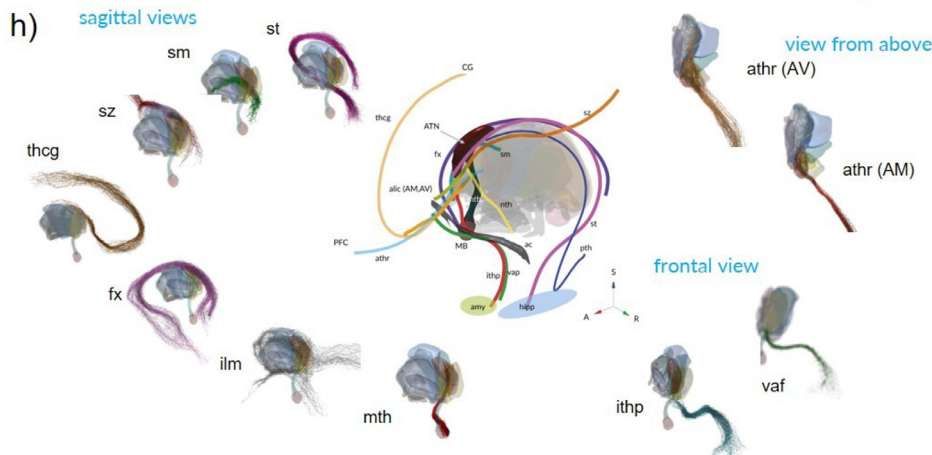 h)
sagittal views
st
sm
sz
thcg
fx
ilm
mth
CG
thcg
ATN
fx
sm
sz
alic (AM,AV)
nth
st
PFC
athr
MB
ac
pth
ithp
vap
amy
hipp
S
A
R
view from above
athr (AV)
athr (AM)
frontal view
ithp
vaf